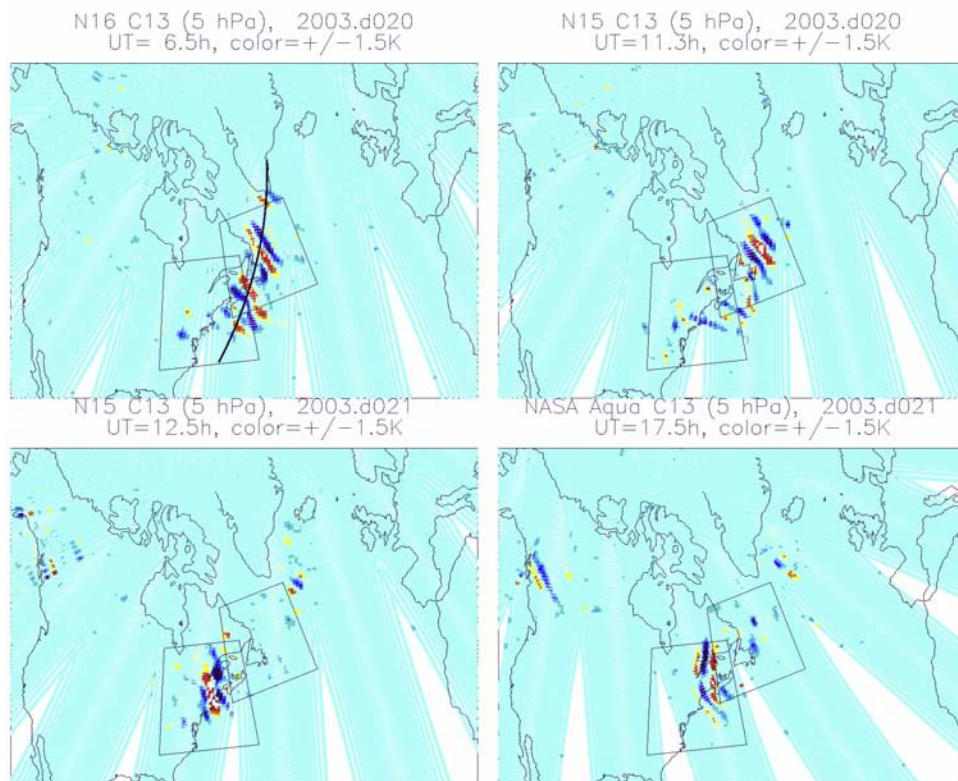 N16 C13 (5 hPa),  2003.d020
UT= 6.5h, color=+/−1.5K
N15 C13 (5 hPa),  2003.d020
UT=11.3h, color=+/−1.5K
N15 C13 (5 hPa),  2003.d021
UT=12.5h, color=+/−1.5K
NASA Aqua C13 (5 hPa),  2003.d021
UT=17.5h, color=+/−1.5K